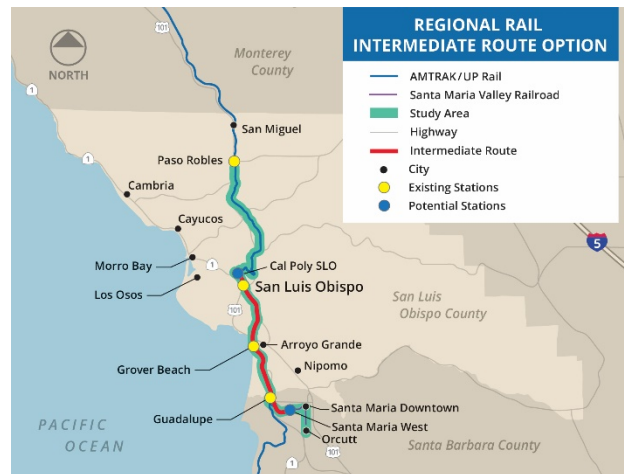 REGIONAL RAIL
INTERMEDIATE ROUTE OPTION
AMTRAK/UP Rail
Santa Maria Valley Railroad
Study Area
Highway
Intermediate Route
City
Existing Stations
Potential Stations
NORTH
101
Monterey
County
1
San Miguel
Paso Robles
Cambria
Cayucos
Morro Bay
1
Cal Poly SLO
5
Los Osos
San Luis Obispo
San Luis
Obispo County
101
Arroyo Grande
Grover Beach
Nipomo
Guadalupe
Santa Maria Downtown
Santa Maria West
Orcutt
PACIFIC
OCEAN
Santa Barbara County
101
1